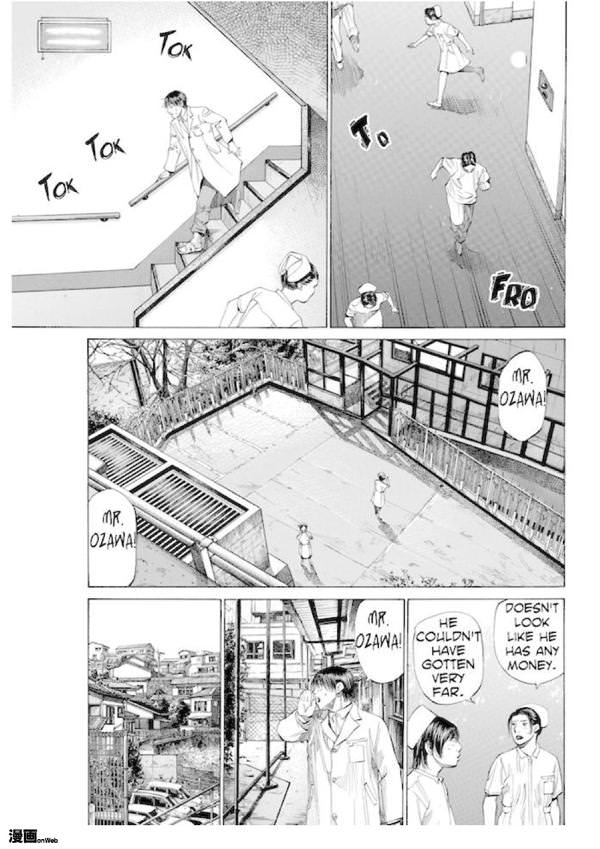 TO
FRO
TOK
TOK
TOK
MR.
OZAWA!
MR.
OZAWA!
DOESN'T
LOOK
LIKE HE
HAS ANY
MONEY.
HE
COULDN'T
HAVE
GOTTEN
VERY
FAR.
MR.
OZAWA!
漫画onWeb